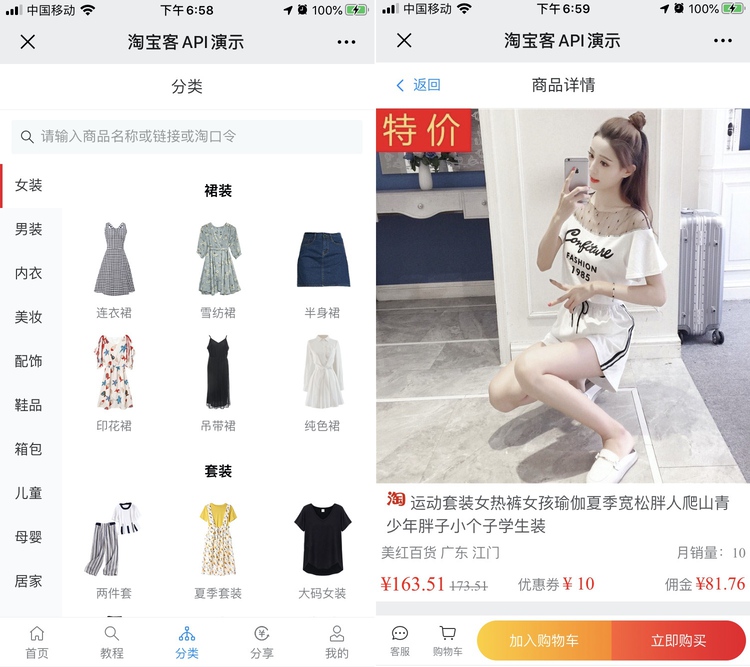 中国移动 下午6:58 100%
淘宝客API演示
分类
请输入商品名称或链接或淘口令
女装
男装
内衣
美妆
配饰
鞋品
箱包
儿童
母婴
居家
裙装
连衣裙 雪纺裙 半身裙
印花裙 吊带裙 纯色裙
套装
两件套 夏季套装 大码女装
首页 教程 分类 分享 我的
中国移动 下午6:59 100%
淘宝客API演示
返回 商品详情
特价
Confiture
FASHION
1985
淘 运动套装女热裤女孩瑜伽夏季宽松胖人爬山青
少年胖子小个子学生装
美红百货 广东 江门 月销量：10
¥163.51 173.51 优惠券 ¥ 10 佣金 ¥81.76
客服 购物车 加入购物车 立即购买